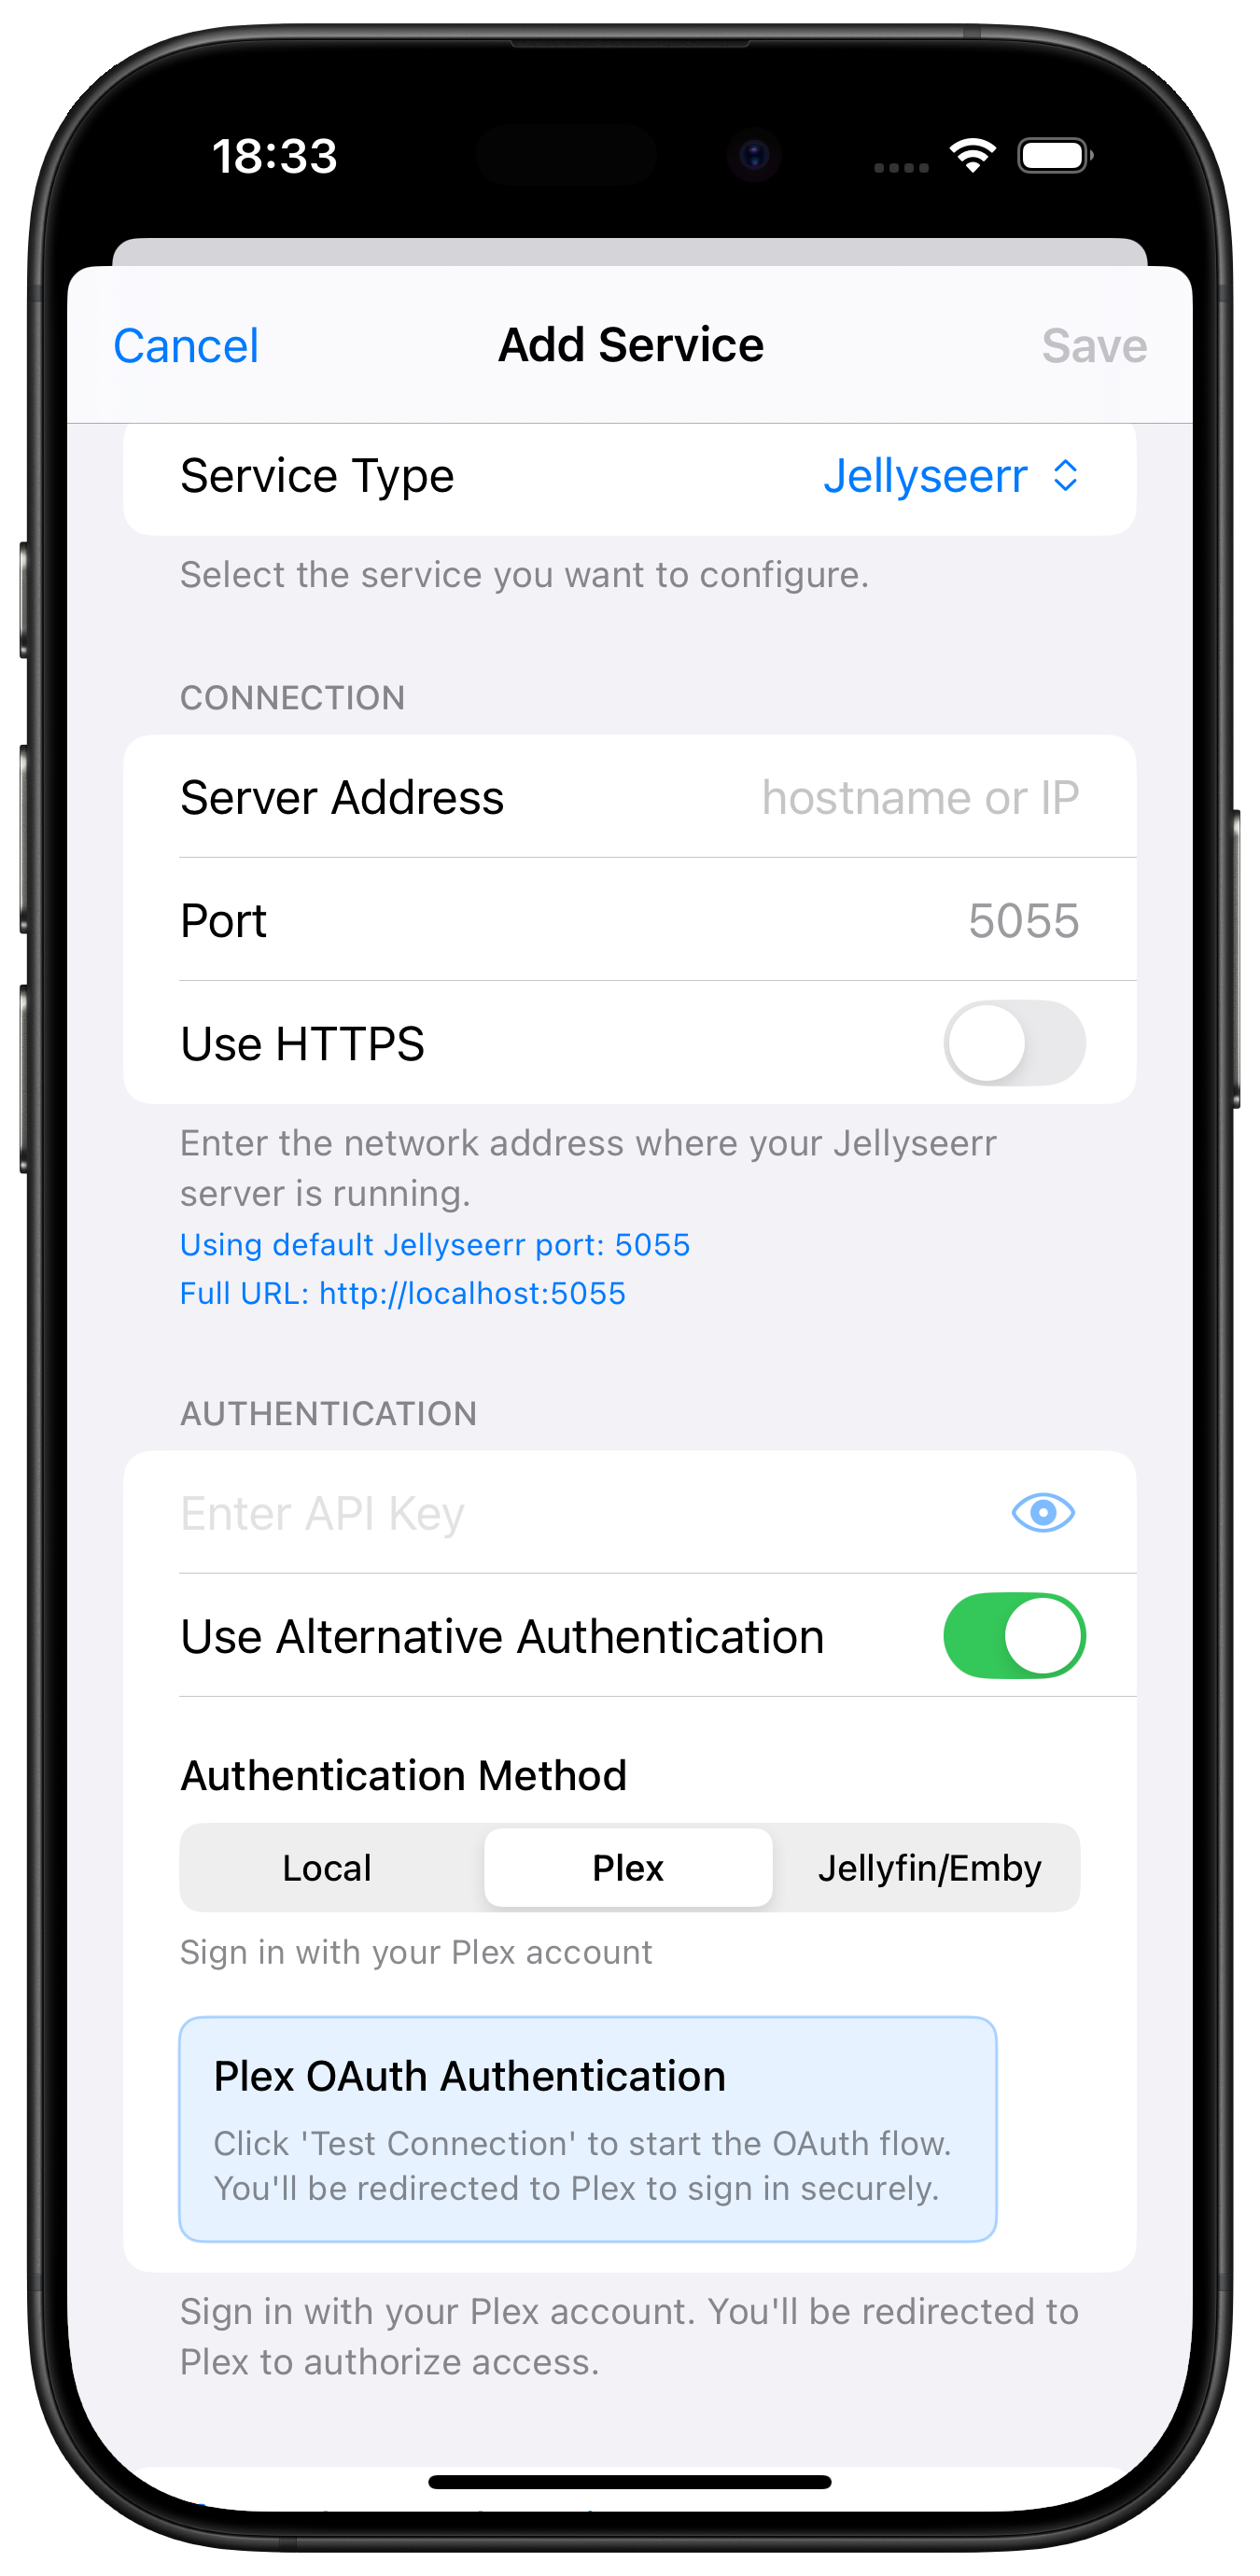 18:33
Cancel
Add Service
Save
Service Type
Jellyseerr
Select the service you want to configure.
CONNECTION
Server Address
hostname or IP
Port
5055
Use HTTPS
Enter the network address where your Jellyseerr
server is running.
Using default Jellyseerr port: 5055
Full URL: http://localhost:5055
AUTHENTICATION
Enter API Key
Use Alternative Authentication
Authentication Method
Local
Plex
Jellyfin/Emby
Sign in with your Plex account
Plex OAuth Authentication
Click 'Test Connection' to start the OAuth flow.
You'll be redirected to Plex to sign in securely.
Sign in with your Plex account. You'll be redirected to
Plex to authorize access.